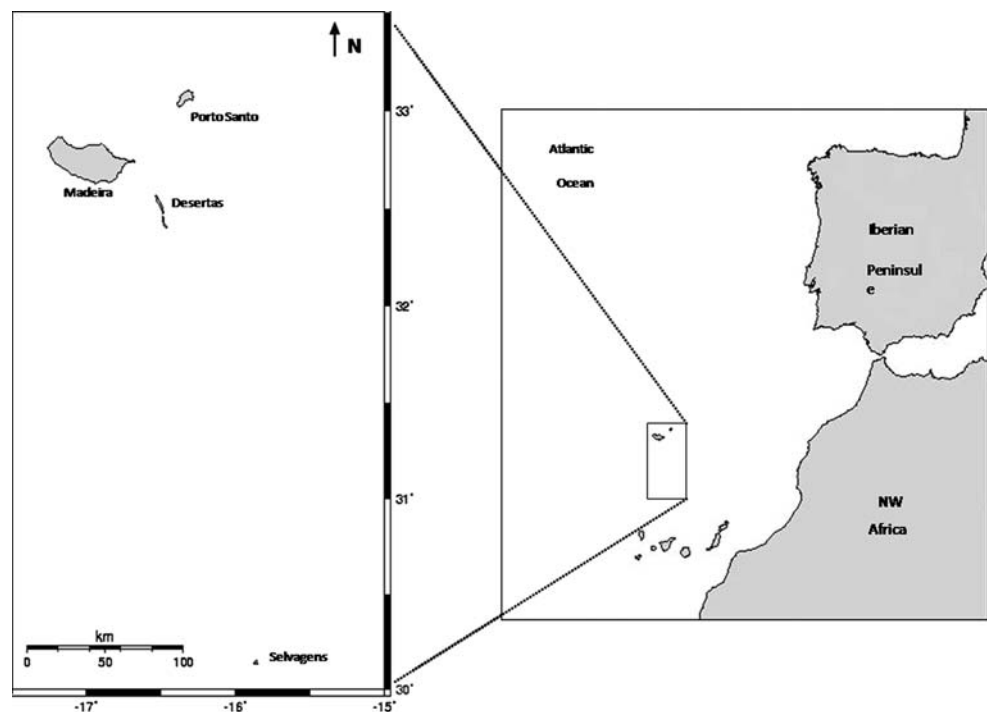 N
Porto Santo
Madeira
Desertas
33°
32°
31°
30°
km
0 50 100
Selvagens
-17° -16° -15°
Atlantic
Ocean
Iberian
Peninsul
e
NW
Africa